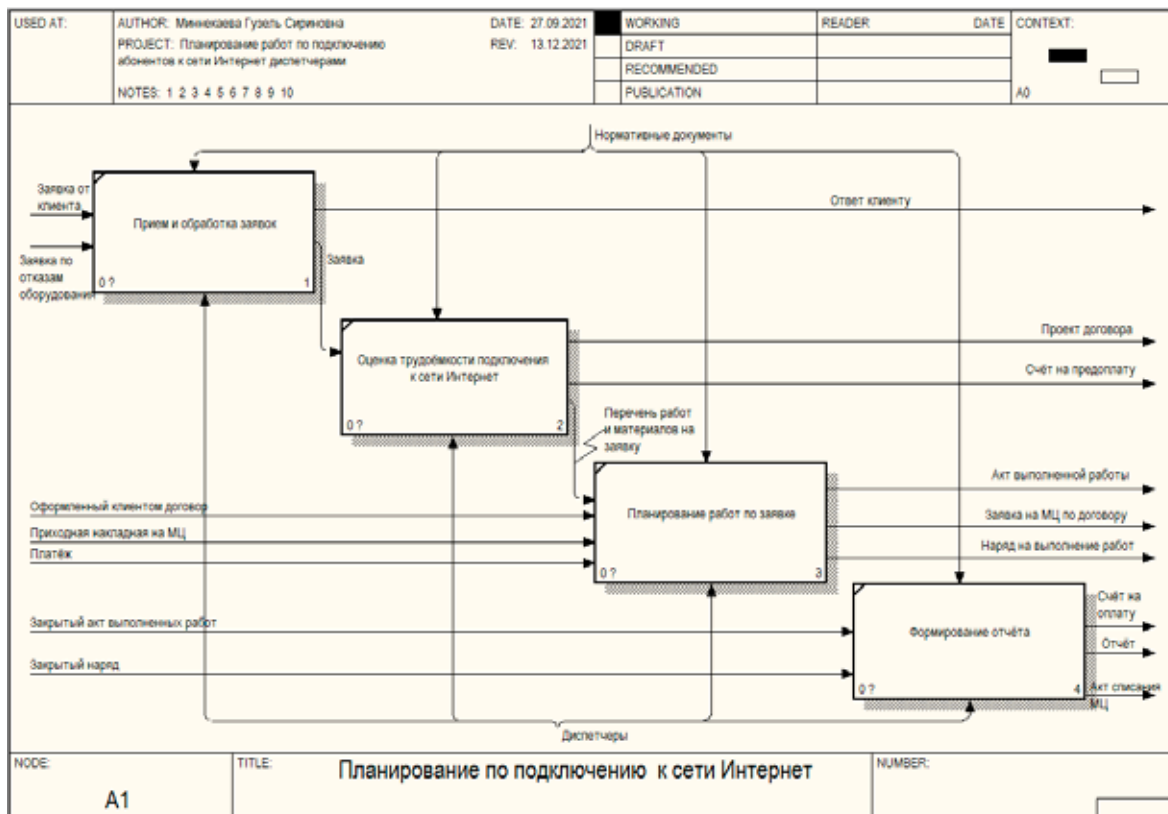 USED AT:
AUTHOR: Миннекаева Гузель Сириновна
DATE: 27.09.2021
WORKING
READER
DATE
CONTEXT:
PROJECT: Планирование работ по подключению
абонентов к сети Интернет диспетчерами
REV: 13.12.2021
DRAFT
RECOMMENDED
NOTES: 1 2 3 4 5 6 7 8 9 10
PUBLICATION
A0
Нормативные документы
Заявка от
клиента
Прием и обработка заявок
Ответ клиенту
Заявка по
отказам
оборудования
0 ?
1
Заявка
Оценка трудоёмкости подключения
к сети Интернет
0 ?
2
Проект договора
Счёт на предоплату
Перечень работ
и материалов на
заявку
Оформленный клиентом договор
Приходная накладная на МЦ
Платёж
Планирование работ по заявке
0 ?
3
Акт выполненной работы
Заявка на МЦ по договору
Наряд на выполнение работ
Закрытый акт выполненных работ
Закрытый наряд
Формирование отчёта
0 ?
4
Счёт на
оплату
Отчёт
Акт списания
МЦ
Диспетчеры
NODE:
TITLE:
NUMBER:
Планирование по подключению к сети Интернет
A1